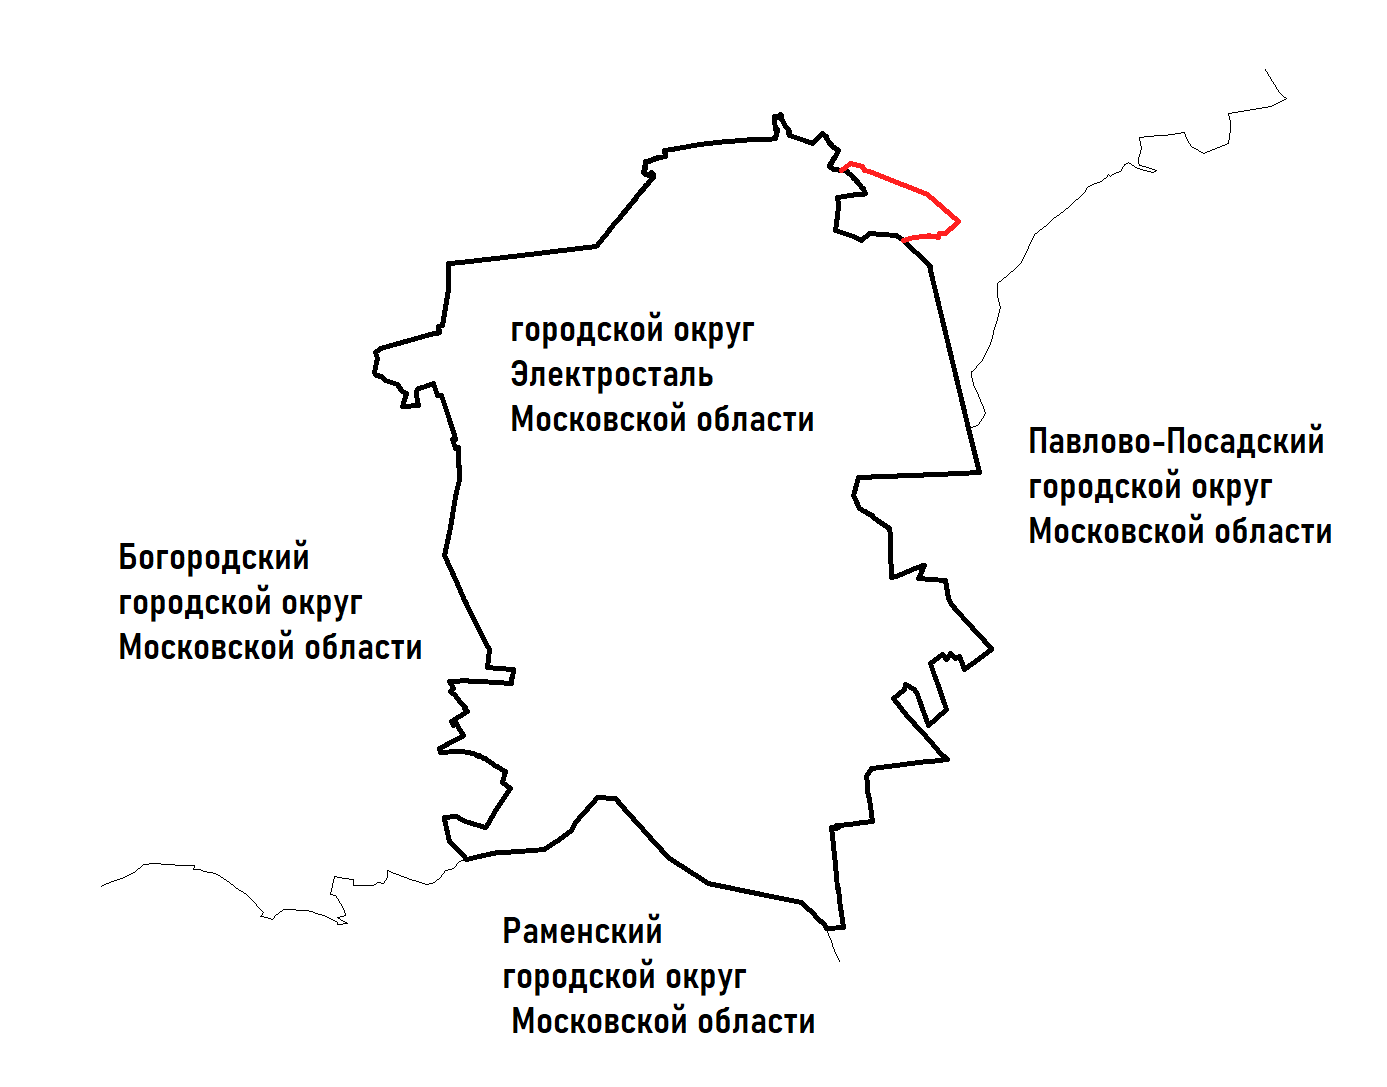 городской округ
Электросталь
Московской области
Павлово-Посадский
городской округ
Московской области
Богородский
городской округ
Московской области
Раменский
городской округ
Московской области